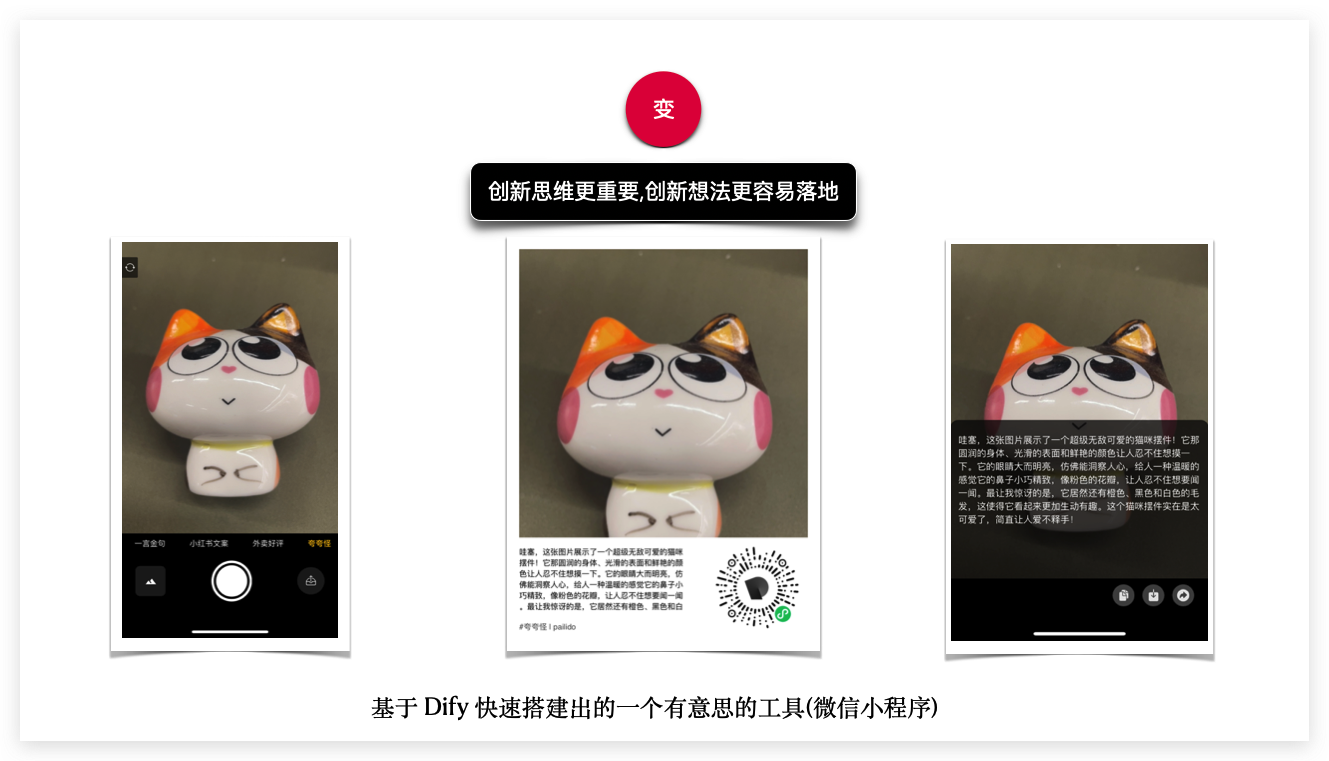 变
创新思维更重要,创新想法更容易落地
一言金句 小红书文案 外卖好评 夸夸怪
哇塞，这张图片展示了一个超级无敌可爱的猫咪
摆件！它那圆润的身体、光滑的表面和鲜艳的颜
色让人忍不住想摸一下。它的眼睛大而明亮，仿
佛能洞察人心，给人一种温暖的感觉它的鼻子小
巧精致，像粉色的花瓣，让人忍不住想要闻一闻
。最让我惊讶的是，它居然还有橙色、黑色和白
#夸夸怪 | pailido
哇塞，这张图片展示了一个超级无敌可爱的猫咪摆件！它那
圆润的身体、光滑的表面和鲜艳的颜色让人忍不住想摸一
下。它的眼睛大而明亮，仿佛能洞察人心，给人一种温暖的
感觉它的鼻子小巧精致，像粉色的花瓣，让人忍不住想要闻
一闻。最让我惊讶的是，它居然还有橙色、黑色和白色的毛
发，这使得它看起来更加生动有趣。这个猫咪摆件实在是太
可爱了，简直让人爱不释手！
基于 Dify 快速搭建出的一个有意思的工具(微信小程序)